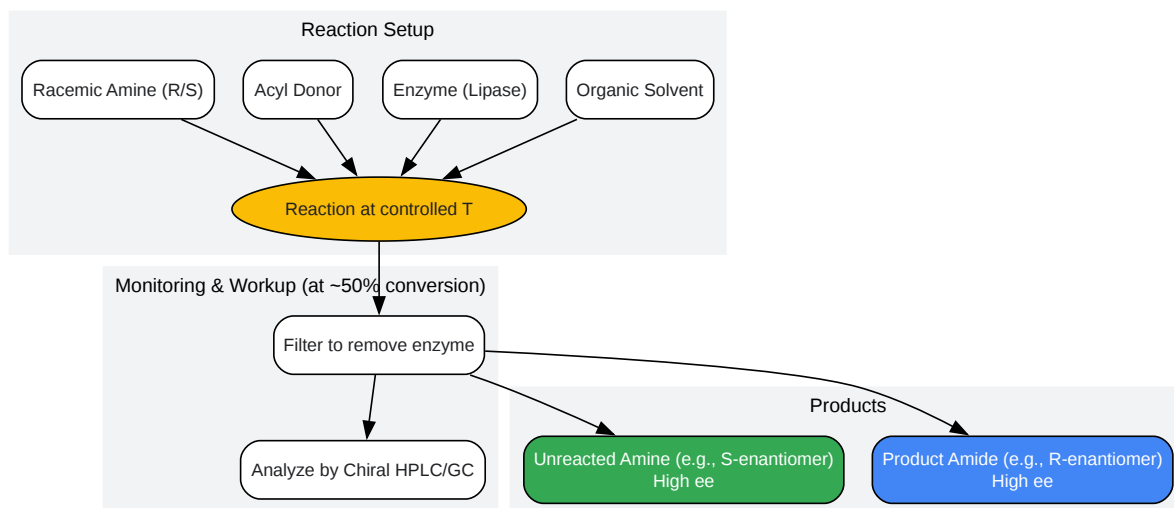 Reaction Setup
Racemic Amine (R/S)
Acyl Donor
Enzyme (Lipase)
Organic Solvent
Reaction at controlled T
Monitoring & Workup (at ~50% conversion)
Filter to remove enzyme
Analyze by Chiral HPLC/GC
Products
Unreacted Amine (e.g., S-enantiomer)
High ee
Product Amide (e.g., R-enantiomer)
High ee